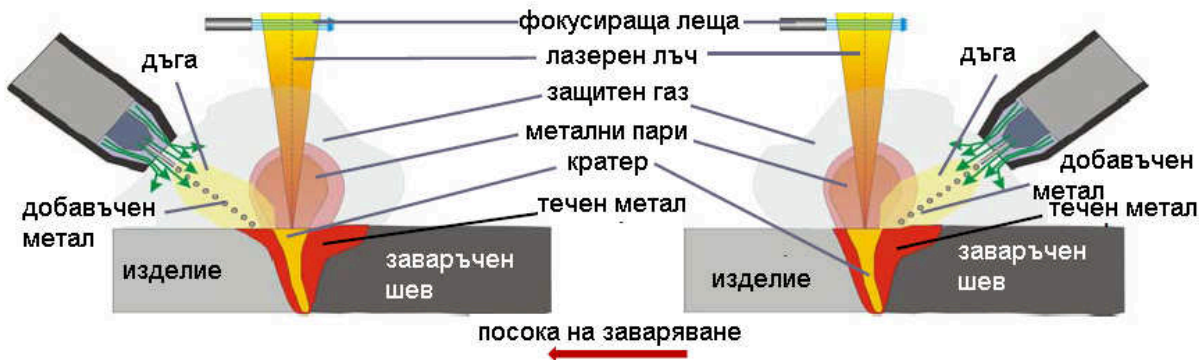 фокусираща леща
дъга
лазерен лъч
дъга
защитен газ
метални пари
кратер
добавъчен
метал
добавъчен
метал
течен метал
течен метал
изделие
заваръчен
шев
изделие
заваръчен
шев
посока на заваряване